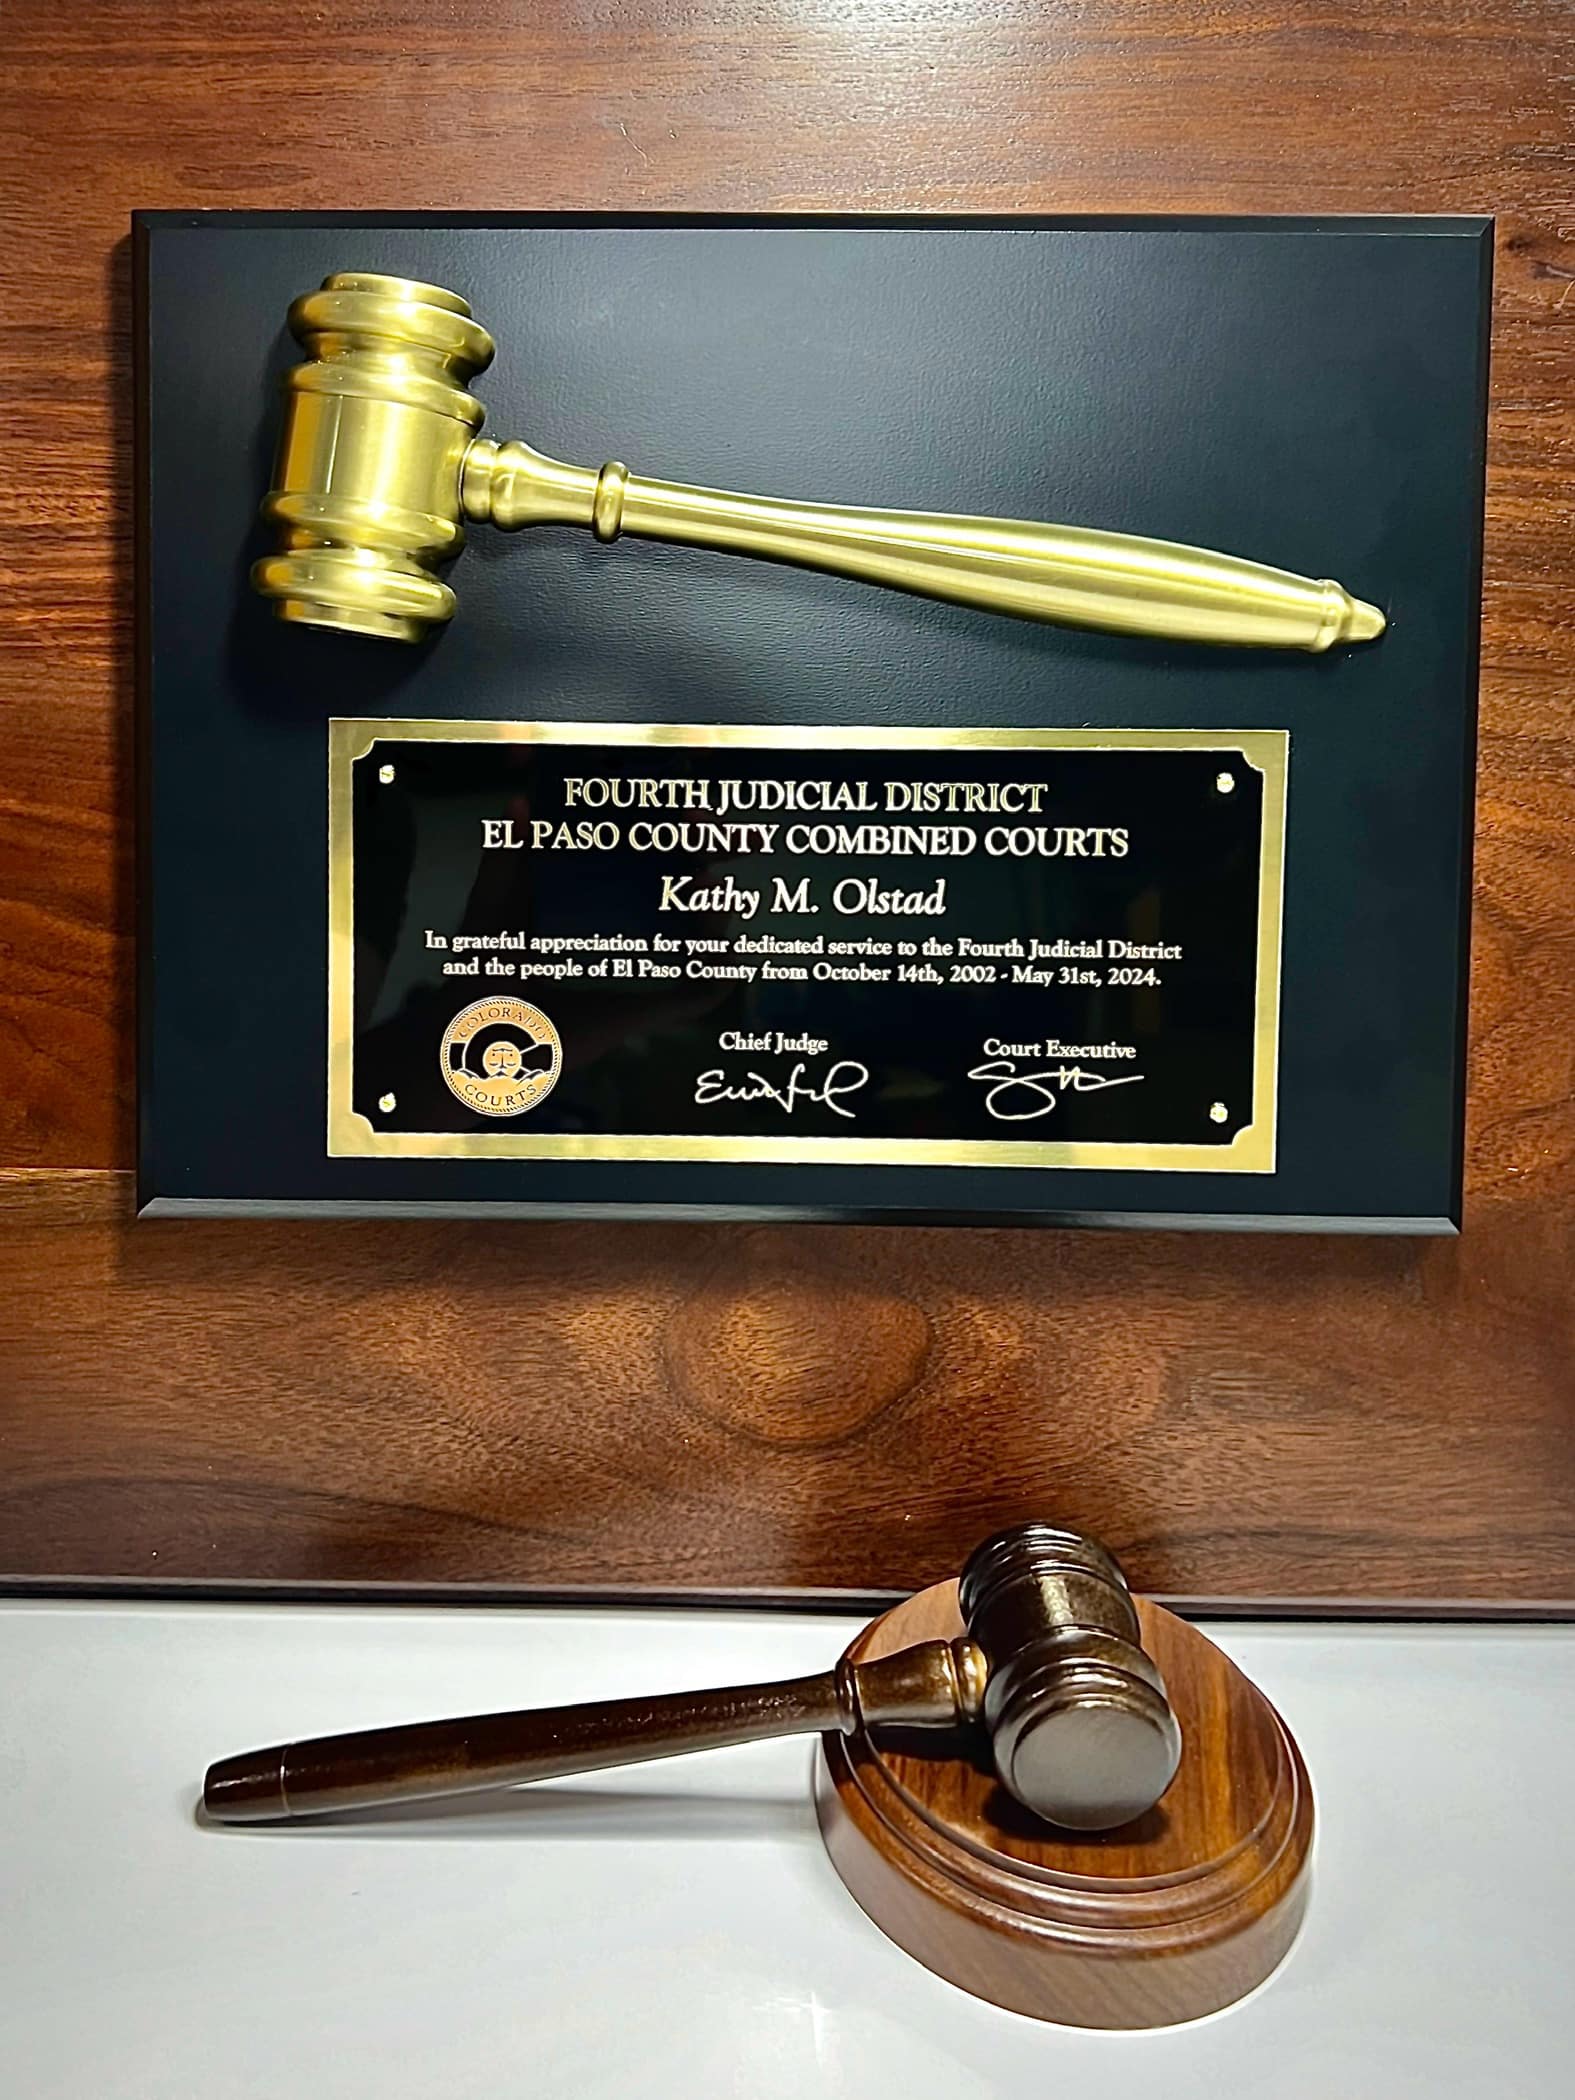 FOURTH JUDICIAL DISTRICT
EL PASO COUNTY COMBINED COURTS
Kathy M. Olstad
In grateful appreciation for your dedicated service to the Fourth Judicial District
and the people of El Paso County from October 14th, 2002 - May 31st, 2024.
COLORADO
COURTS
Chief Judge
Court Executive